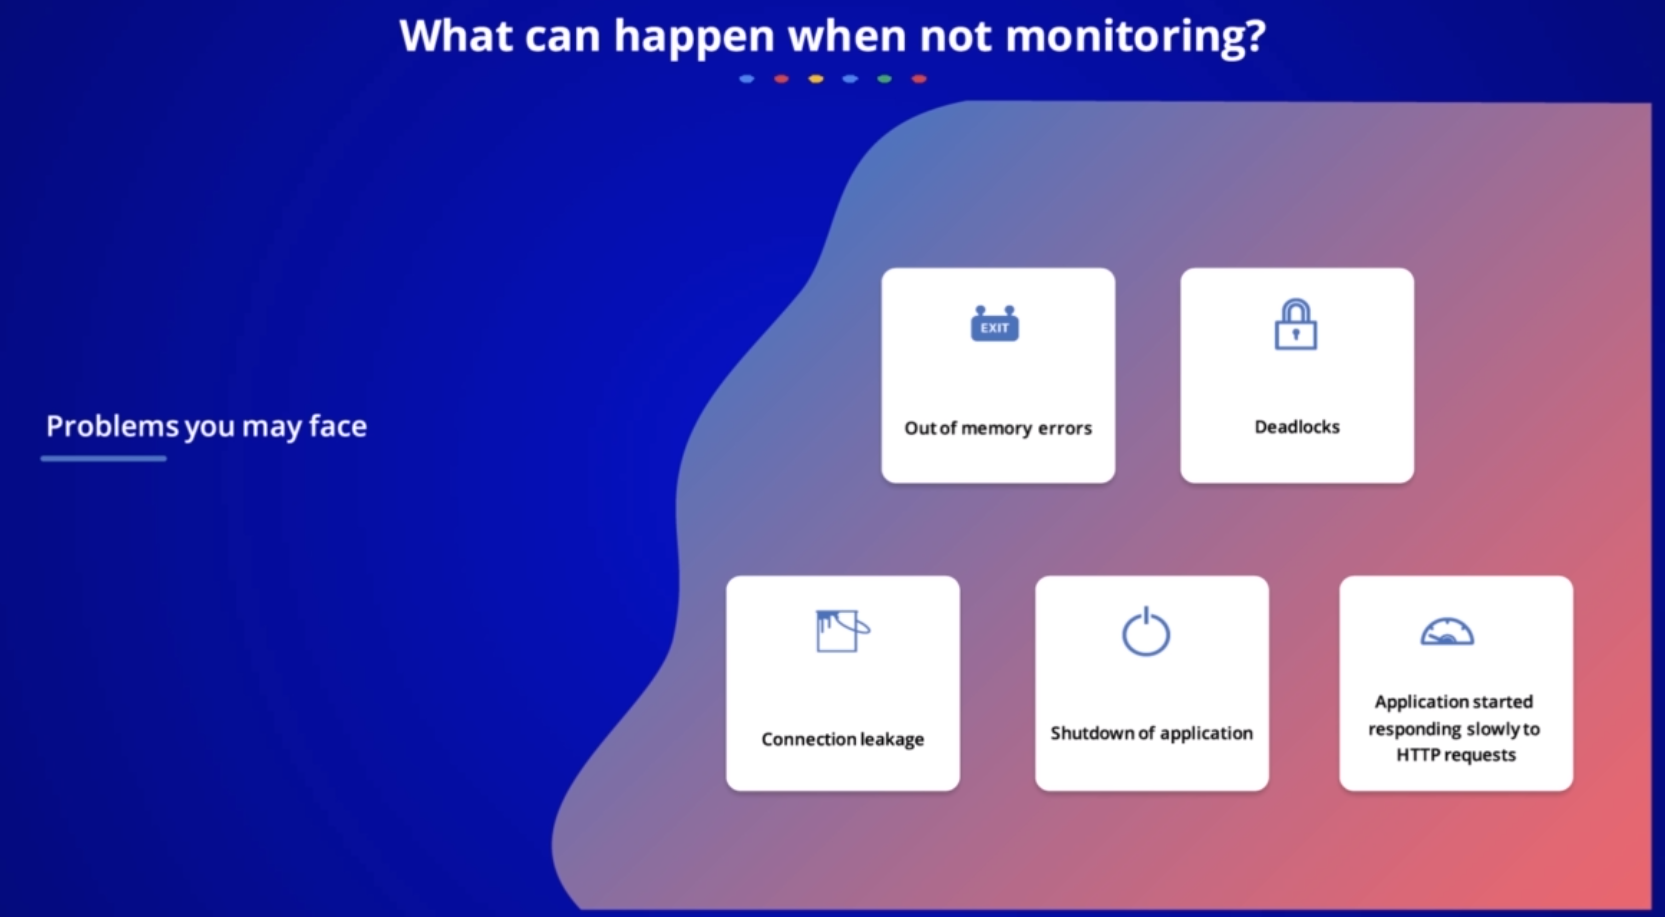 What can happen when not monitoring?
Problems you may face
EXIT
Out of memory errors
Deadlocks
Connection leakage
Shutdown of application
Application started
responding slowly to
HTTP requests